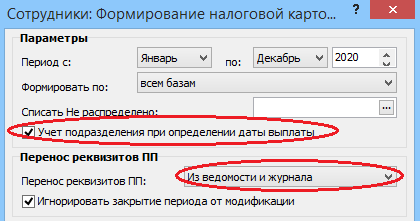 Сотрудники: Формирование налоговой карто...
Параметры
Период с: Январь по: Декабрь 2020
Формировать по: всем базам
Списать Не распределено: ...
Учет подразделения при определении даты выплаты
Перенос реквизитов ПП
Перенос реквизитов ПП: Из ведомости и журнала
Игнорировать закрытие периода от модификации